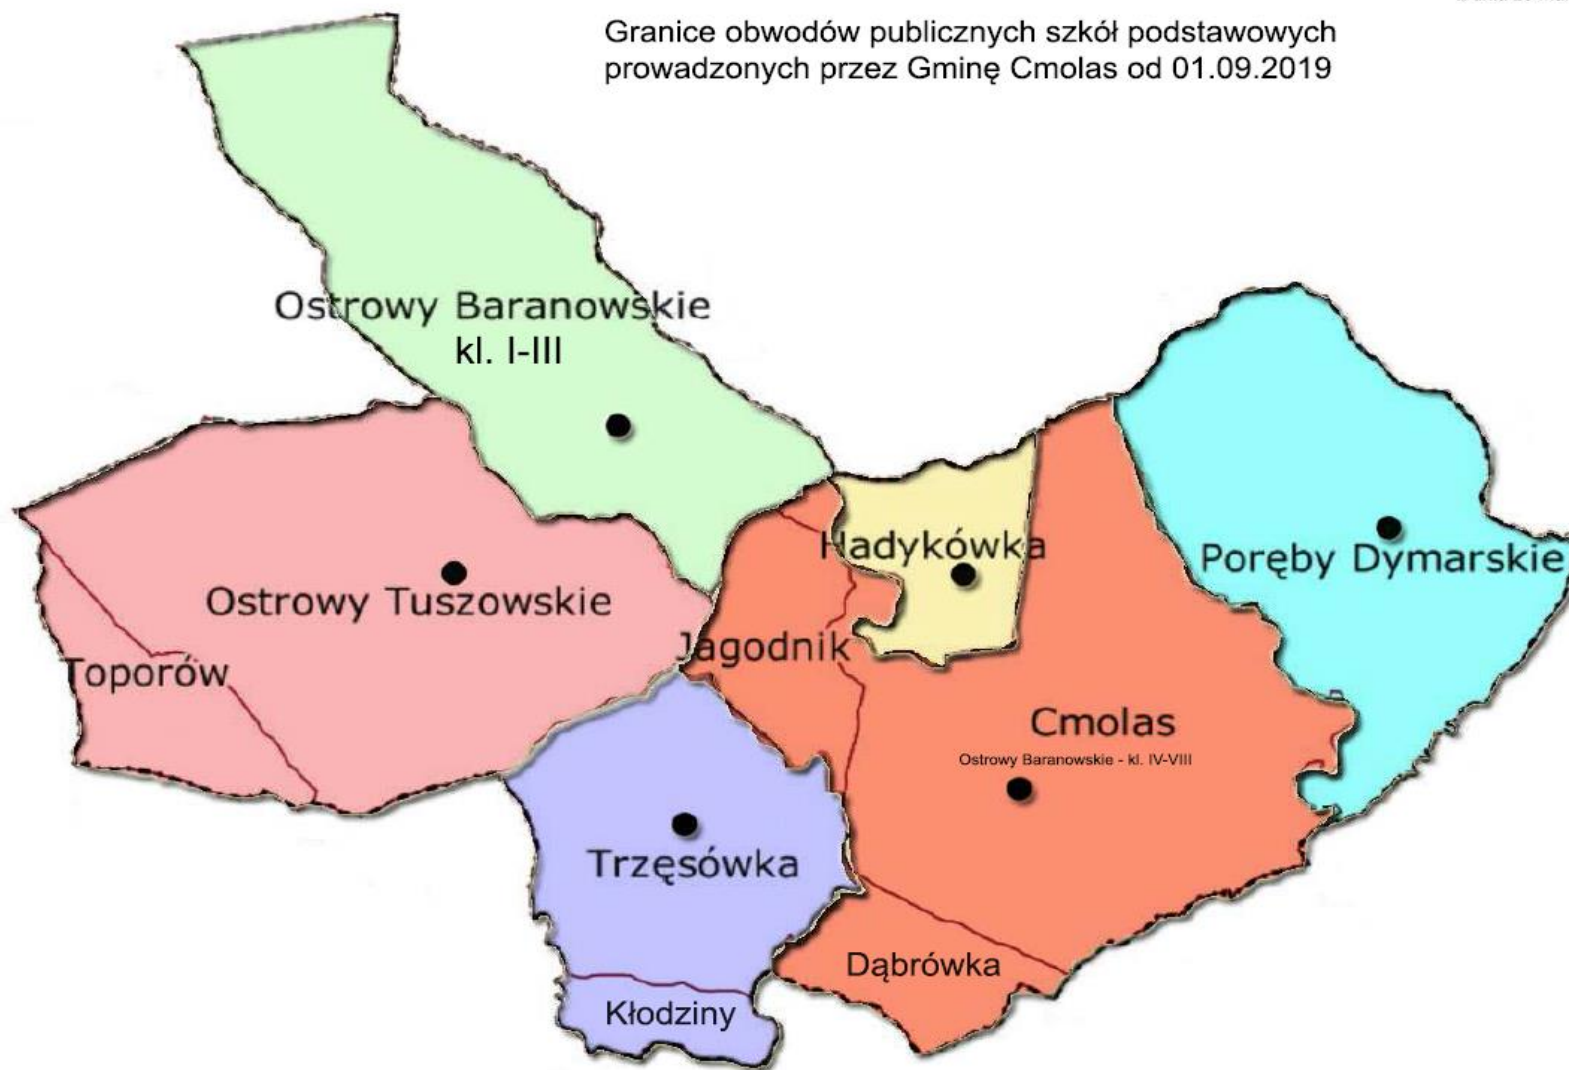 Granice obwodów publicznych szkół podstawowych
prowadzonych przez Gminę Cmolas od 01.09.2019
Ostrowy Baranowskie
kl. I-III
Hadykówka
Poręby Dymarskie
Ostrowy Tuszowskie
Jagodnik
Toporów
Cmolas
Ostrowy Baranowskie - kl. IV-VIII
Trzęsówka
Dąbrówka
Kłodziny